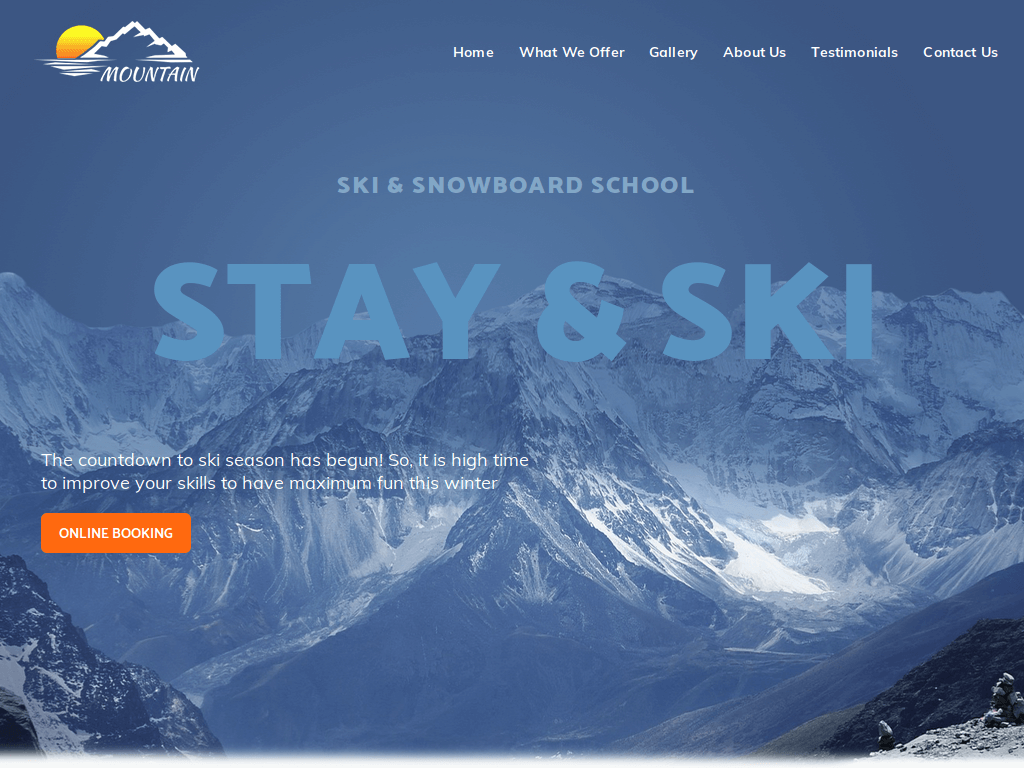 MOUNTAIN
Home What We Offer Gallery About Us Testimonials Contact Us
SKI & SNOWBOARD SCHOOL
STAY & SKI
The countdown to ski season has begun! So, it is high time
to improve your skills to have maximum fun this winter
ONLINE BOOKING